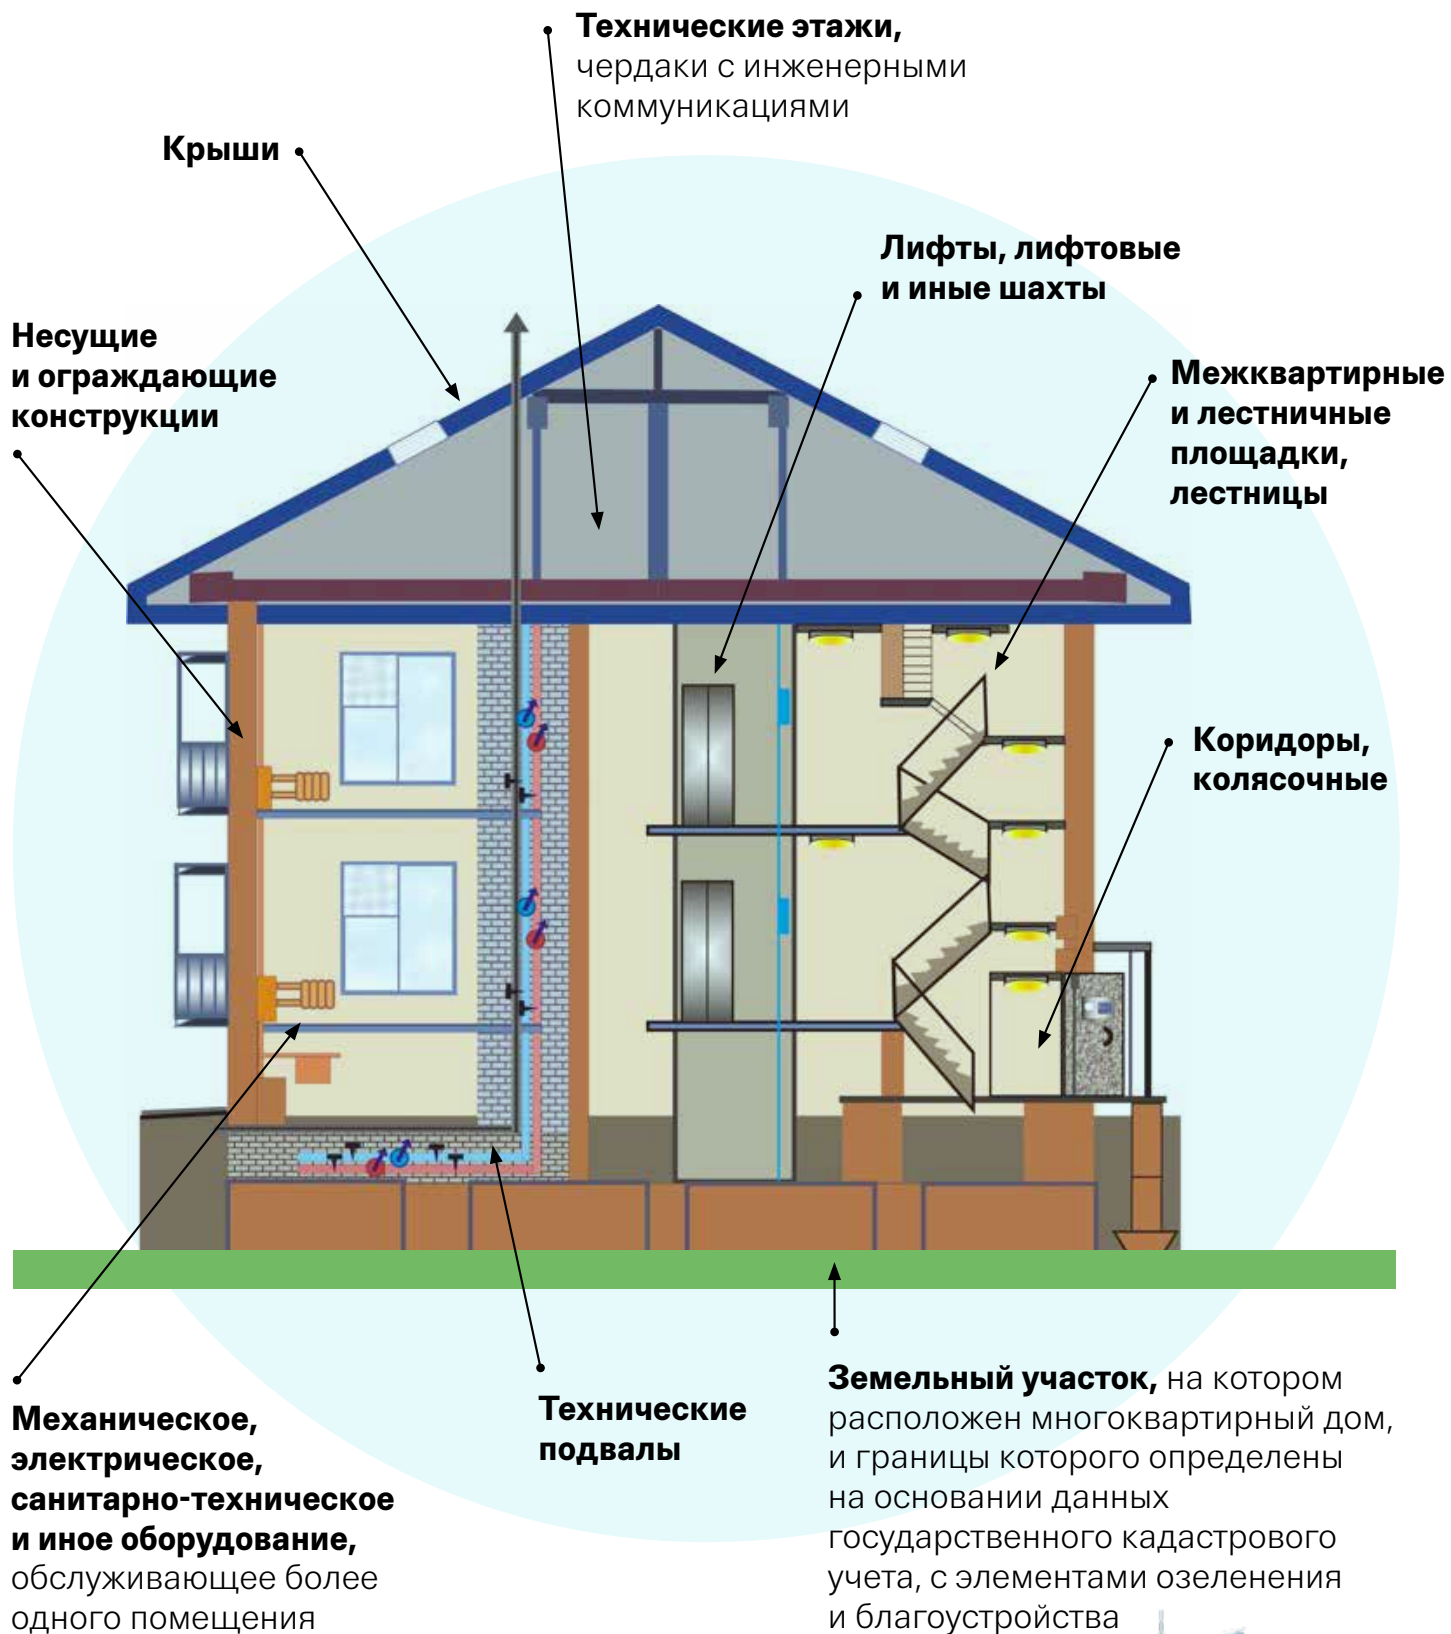 Технические этажи,
чердаки с инженерными
коммуникациями
Крыши
Лифты, лифтовые
и иные шахты
Несущие
и ограждающие
конструкции
Межквартирные
и лестничные
площадки,
лестницы
Коридоры,
колясочные
Механическое,
электрическое,
санитарно-техническое
и иное оборудование,
обслуживающее более
одного помещения
Технические
подвалы
Земельный участок, на котором
расположен многоквартирный дом,
и границы которого определены
на основании данных
государственного кадастрового
учета, с элементами озеленения
и благоустройства